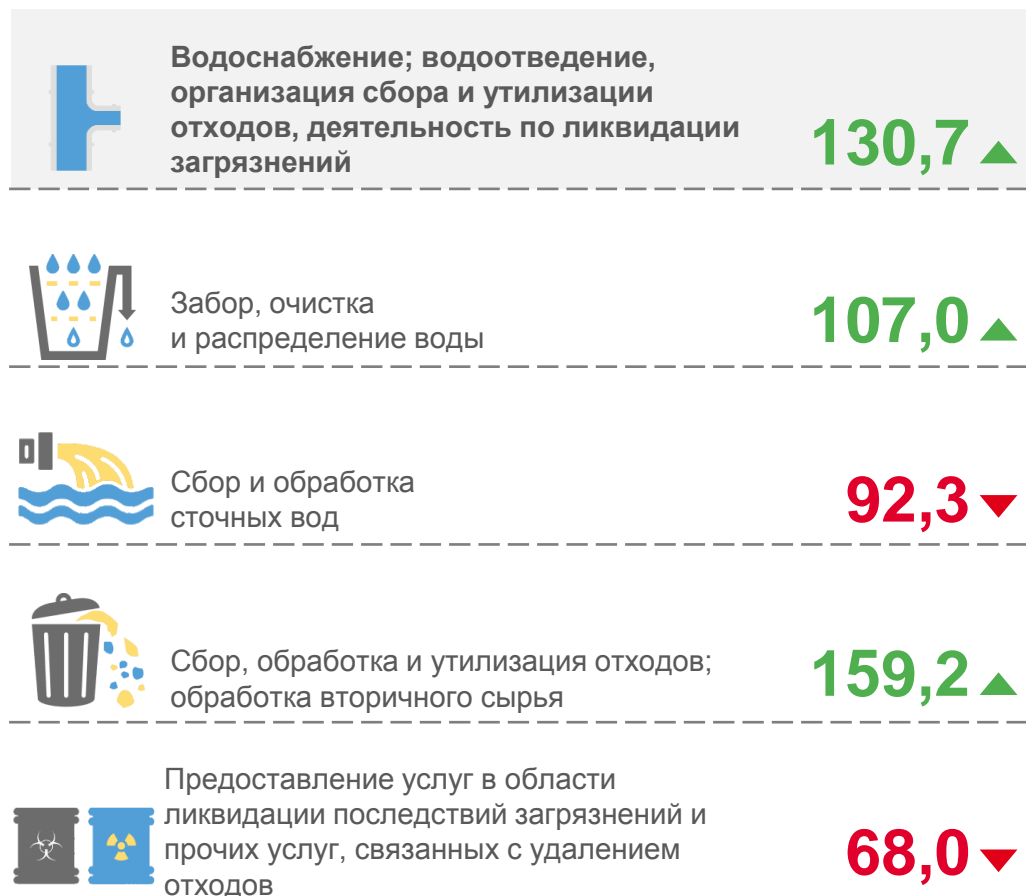 Водоснабжение; водоотведение,
организация сбора и утилизации
отходов, деятельность по ликвидации
загрязнений
130,7
Забор, очистка
и распределение воды
107,0
Сбор и обработка
сточных вод
92,3
Сбор, обработка и утилизация отходов;
обработка вторичного сырья
159,2
Предоставление услуг в области
ликвидации последствий загрязнений и
прочих услуг, связанных с удалением
отходов
68,0